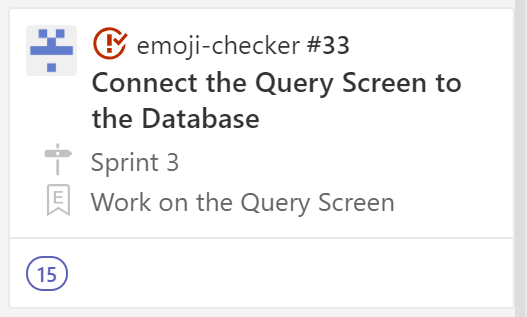 emoji-checker #33
Connect the Query Screen to
the Database
Sprint 3
E
Work on the Query Screen
15